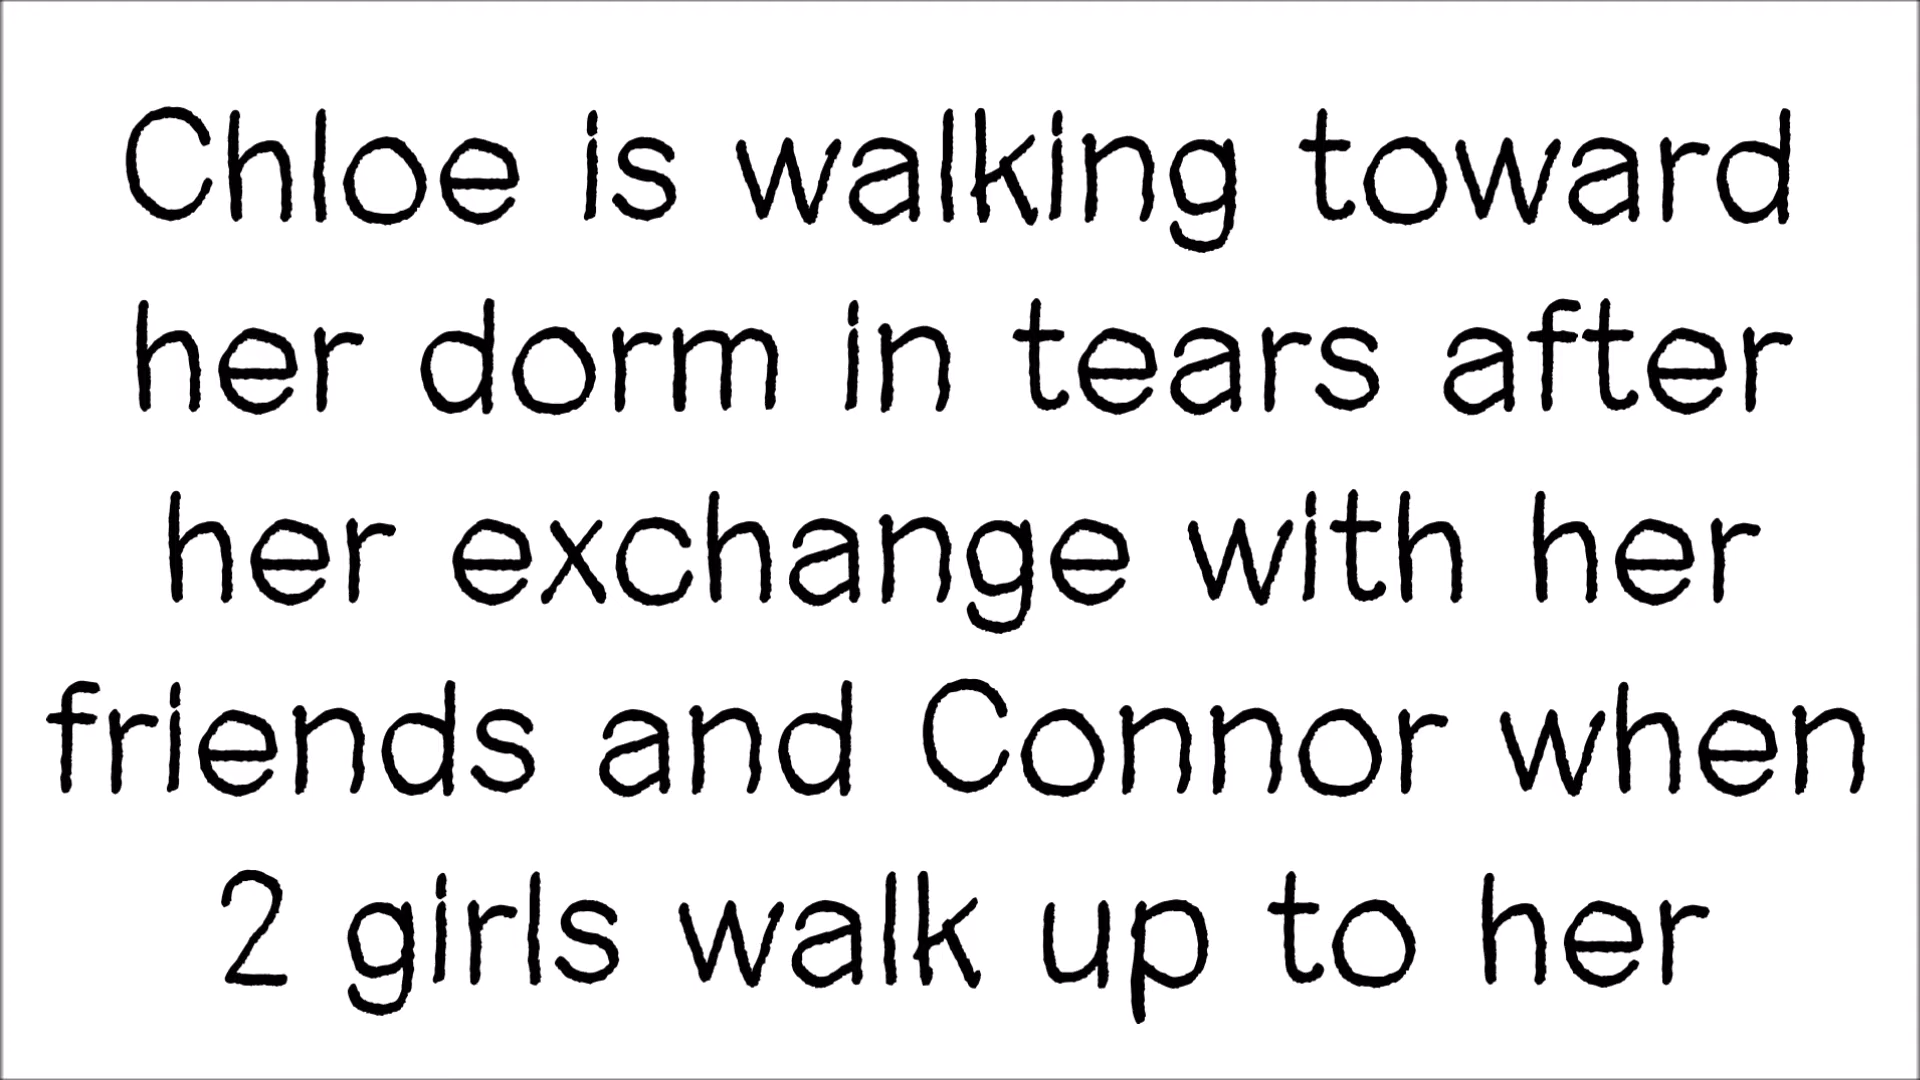 Chloe is walking toward
her dorm in tears after
her exchange with her
friends and Connor when
2 girls walk up to her